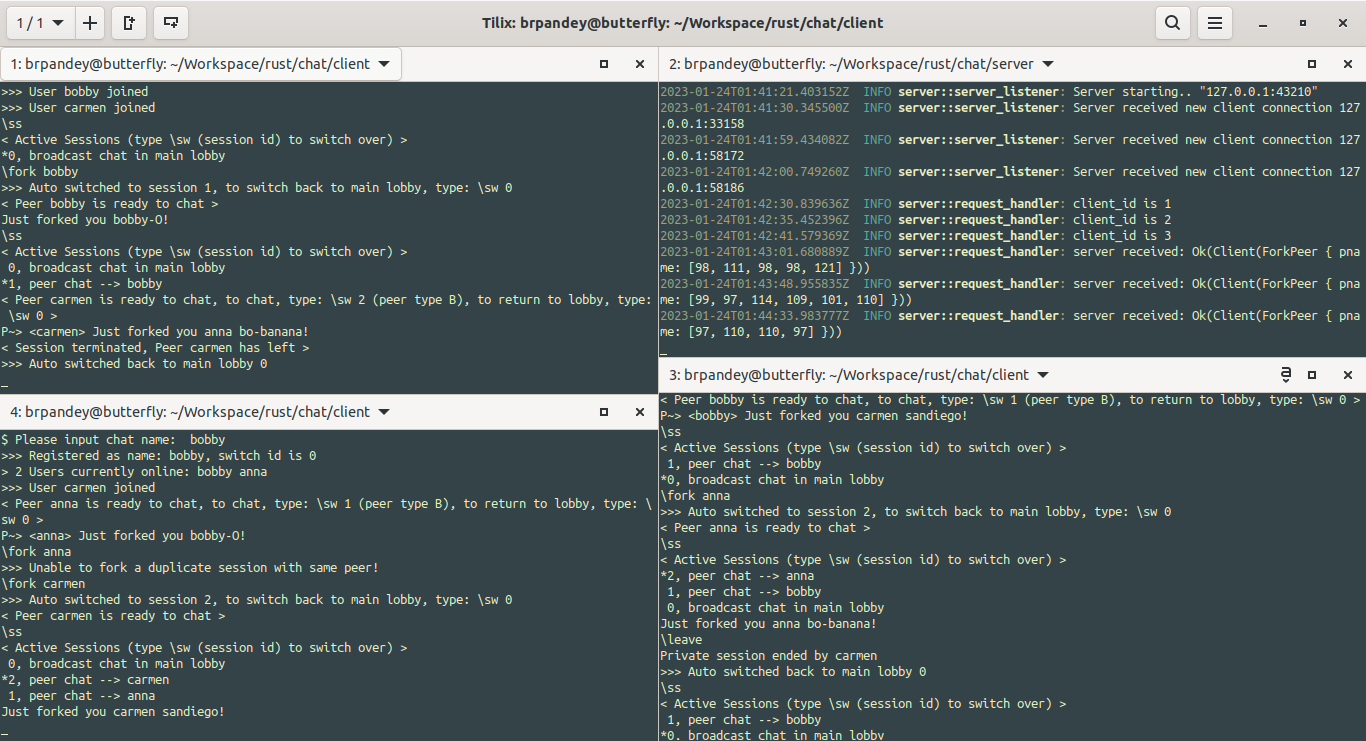 1 / 1
Tilix: brpandey@butterfly: ~/Workspace/rust/chat/client
1: brpandey@butterfly: ~/Workspace/rust/chat/client
>>> User bobby joined
>>> User carmen joined
\ss
< Active Sessions (type \sw (session id) to switch over) >
*0, broadcast chat in main lobby
\fork bobby
>>> Auto switched to session 1, to switch back to main lobby, type: \sw 0
< Peer bobby is ready to chat >
Just forked you bobby-O!
\ss
< Active Sessions (type \sw (session id) to switch over) >
 0, broadcast chat in main lobby
*1, peer chat --> bobby
< Peer carmen is ready to chat, to chat, type: \sw 2 (peer type B), to return to lobby, type:
 \sw 0 >
P~> <carmen> Just forked you anna bo-banana!
< Session terminated, Peer carmen has left >
>>> Auto switched back to main lobby 0
_
2: brpandey@butterfly: ~/Workspace/rust/chat/server
2023-01-24T01:41:21.403152Z  INFO server::server_listener: Server starting.. "127.0.0.1:43210"
2023-01-24T01:41:30.345500Z  INFO server::server_listener: Server received new client connection 127
.0.0.1:33158
2023-01-24T01:41:59.434082Z  INFO server::server_listener: Server received new client connection 127
.0.0.1:58172
2023-01-24T01:42:00.749260Z  INFO server::server_listener: Server received new client connection 127
.0.0.1:58186
2023-01-24T01:42:30.839636Z  INFO server::request_handler: client_id is 1
2023-01-24T01:42:35.452396Z  INFO server::request_handler: client_id is 2
2023-01-24T01:42:41.579369Z  INFO server::request_handler: client_id is 3
2023-01-24T01:43:01.680889Z  INFO server::request_handler: server received: Ok(Client(ForkPeer { pna
me: [98, 111, 98, 98, 121] }))
2023-01-24T01:43:48.955835Z  INFO server::request_handler: server received: Ok(Client(ForkPeer { pna
me: [99, 97, 114, 109, 101, 110] }))
2023-01-24T01:44:33.983777Z  INFO server::request_handler: server received: Ok(Client(ForkPeer { pna
me: [97, 110, 110, 97] }))
_
4: brpandey@butterfly: ~/Workspace/rust/chat/client
$ Please input chat name:  bobby
>>> Registered as name: bobby, switch id is 0
> 2 Users currently online: bobby anna
>>> User carmen joined
< Peer anna is ready to chat, to chat, type: \sw 1 (peer type B), to return to lobby, type: \
sw 0 >
P~> <anna> Just forked you bobby-O!
\fork anna
>>> Unable to fork a duplicate session with same peer!
\fork carmen
>>> Auto switched to session 2, to switch back to main lobby, type: \sw 0
< Peer carmen is ready to chat >
\ss
< Active Sessions (type \sw (session id) to switch over) >
 0, broadcast chat in main lobby
*2, peer chat --> carmen
 1, peer chat --> anna
Just forked you carmen sandiego!
_
3: brpandey@butterfly: ~/Workspace/rust/chat/client
< Peer bobby is ready to chat, to chat, type: \sw 1 (peer type B), to return to lobby, type: \sw 0 >
P~> <bobby> Just forked you carmen sandiego!
\ss
< Active Sessions (type \sw (session id) to switch over) >
 1, peer chat --> bobby
*0, broadcast chat in main lobby
\fork anna
>>> Auto switched to session 2, to switch back to main lobby, type: \sw 0
< Peer anna is ready to chat >
\ss
< Active Sessions (type \sw (session id) to switch over) >
*2, peer chat --> anna
 1, peer chat --> bobby
 0, broadcast chat in main lobby
Just forked you anna bo-banana!
\leave
Private session ended by carmen
>>> Auto switched back to main lobby 0
\ss
< Active Sessions (type \sw (session id) to switch over) >
 1, peer chat --> bobby
*0, broadcast chat in main lobby